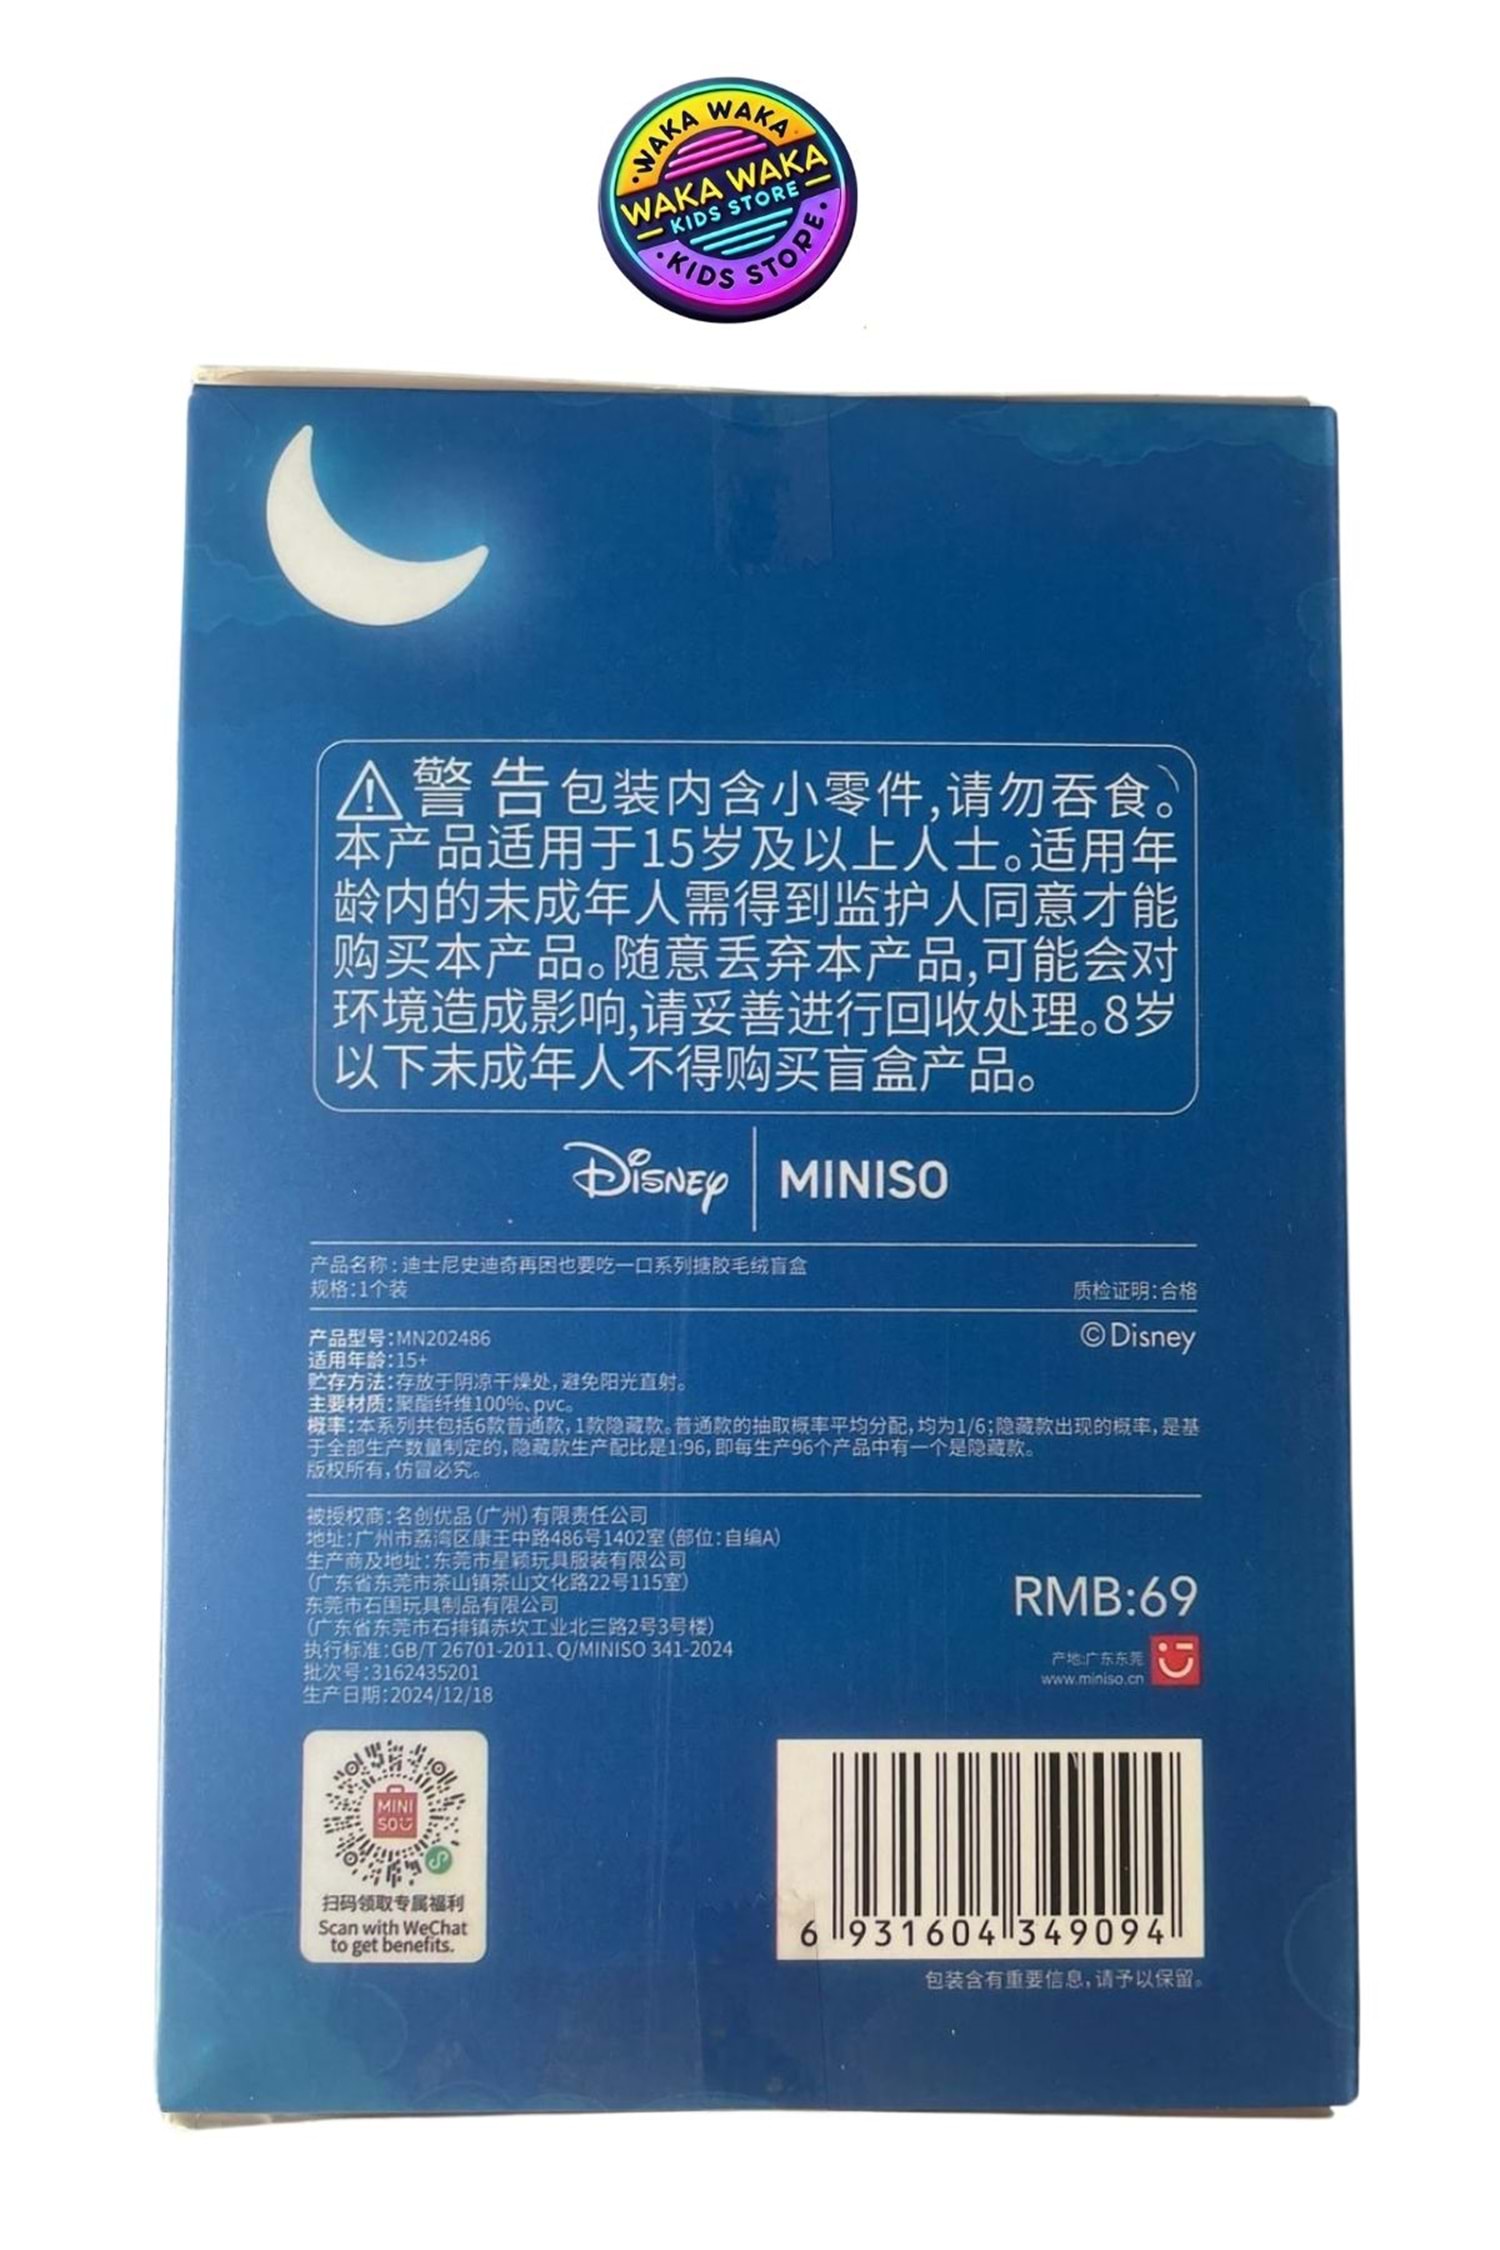 WAKA WAKA
WAKA WAKA
KIDS STORE
KIDS STORE
警告 包装内含小零件,请勿吞食。
本产品适用于15岁及以上人士。适用年
龄内的未成年人需得到监护人同意才能
购买本产品。随意丢弃本产品,可能会对
环境造成影响,请妥善进行回收处理。8岁
以下未成年人不得购买盲盒产品。
Disney | MINISO
产品名称:迪士尼史迪奇再困也要吃一口系列搪胶毛绒盲盒
规格:1个装
质检证明:合格
产品型号:MN202486
©Disney
适用年龄:15+
贮存方法:存放于阴凉干燥处,避免阳光直射。
主要材质:聚酯纤维100%、pvc。
概率:本系列共包括6款普通款,1款隐藏款。普通款的抽取概率平均分配,均为1/6;隐藏款出现的概率,是基
于全部生产数量制定的,隐藏款生产配比是1:96,即每生产96个产品中有一个是隐藏款。
版权所有,仿冒必究。
被授权商:名创优品(广州)有限责任公司
地址:广州市荔湾区康王中路486号1402室(部位:自编A)
生产商及地址:东莞市星颖玩具服装有限公司
(广东省东莞市茶山镇茶山文化路22号115室)
东莞市石围玩具制品有限公司
(广东省东莞市石排镇赤坎工业北三路2号3号楼)
执行标准:GB/T 26701-2011、Q/MINISO 341-2024
批次号:3162435201
生产日期:2024/12/18
RMB:69
产地:广东东莞
www.miniso.cn
MINI
SO
扫码领取专属福利
Scan with WeChat
to get benefits.
6 931604 349094
包装含有重要信息,请予以保留。